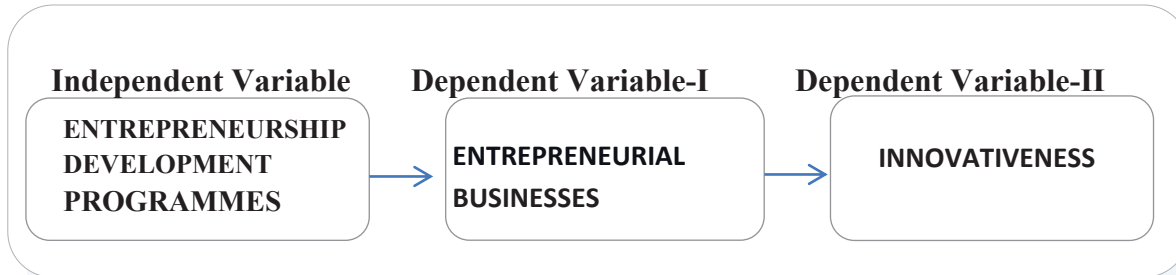 Independent Variable
Dependent Variable-I
Dependent Variable-II
ENTREPRENEURSHIP
DEVELOPMENT
PROGRAMMES
ENTREPRENEURIAL
BUSINESSES
INNOVATIVENESS